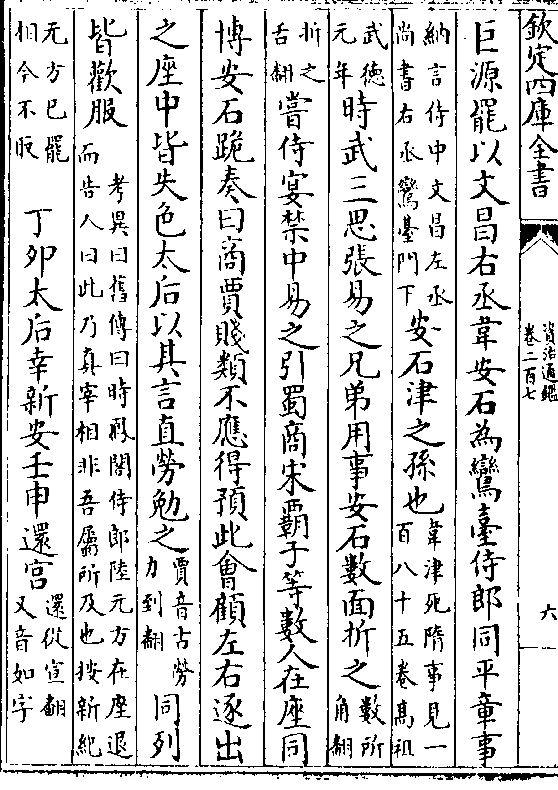 欽定四庫全書
資治通鑑
卷二百七
六
巨源罷以文昌右丞韋安石為鸞臺侍郎同平章事
納言侍中文昌左丞
尚書右丞鸞臺門下
安石津之孫也
韋津死隋事見一
百八十五卷髙祖
武德
元年
時武三思張易之兄弟用事安石數面折之
數所
角翻
折之
舌翻
嘗侍宴禁中易之引蜀商宋霸子等數人在座同
博安石跪奏曰商賈賤類不應得預此會顧左右逐出
之座中皆失色太后以其言直勞勉之
賈音古勞
力到翻
同列
皆歡服
考異曰舊傳曰時鳳閣侍郎陸元方在座退
而告人曰此乃真宰相非吾屬所及也按新紀
元方已罷
相今不取
丁卯太后幸新安壬申還宫
還從宣翻
又音如字